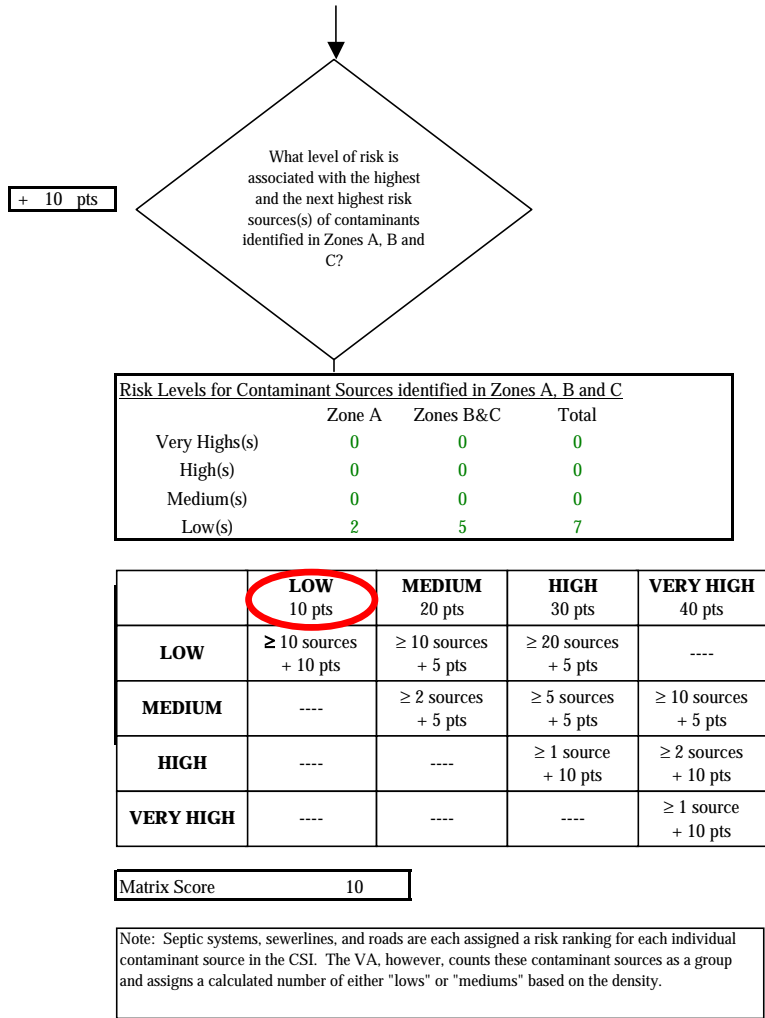 What level of risk is
associated with the highest
and the next highest risk
sources(s) of contaminants
identified in Zones A, B and
C?
+ 10 pts
Risk Levels for Contaminant Sources identified in Zones A, B and C
Zone A Zones B&C Total
Very Highs(s) 0 0 0
High(s) 0 0 0
Medium(s) 0 0 0
Low(s) 2 5 7
LOW MEDIUM HIGH VERY HIGH
10 pts 20 pts 30 pts 40 pts
LOW ≥ 10 sources ≥ 10 sources ≥ 20 sources ----
+ 10 pts + 5 pts + 5 pts
MEDIUM ---- ≥ 2 sources ≥ 5 sources ≥ 10 sources
+ 5 pts + 5 pts + 5 pts
HIGH ---- ---- ≥ 1 source ≥ 2 sources
+ 10 pts + 10 pts
VERY HIGH ---- ---- ---- ≥ 1 source
+ 10 pts
Matrix Score 10
Note: Septic systems, sewerlines, and roads are each assigned a risk ranking for each individual
contaminant source in the CSI. The VA, however, counts these contaminant sources as a group
and assigns a calculated number of either "lows" or "mediums" based on the density.